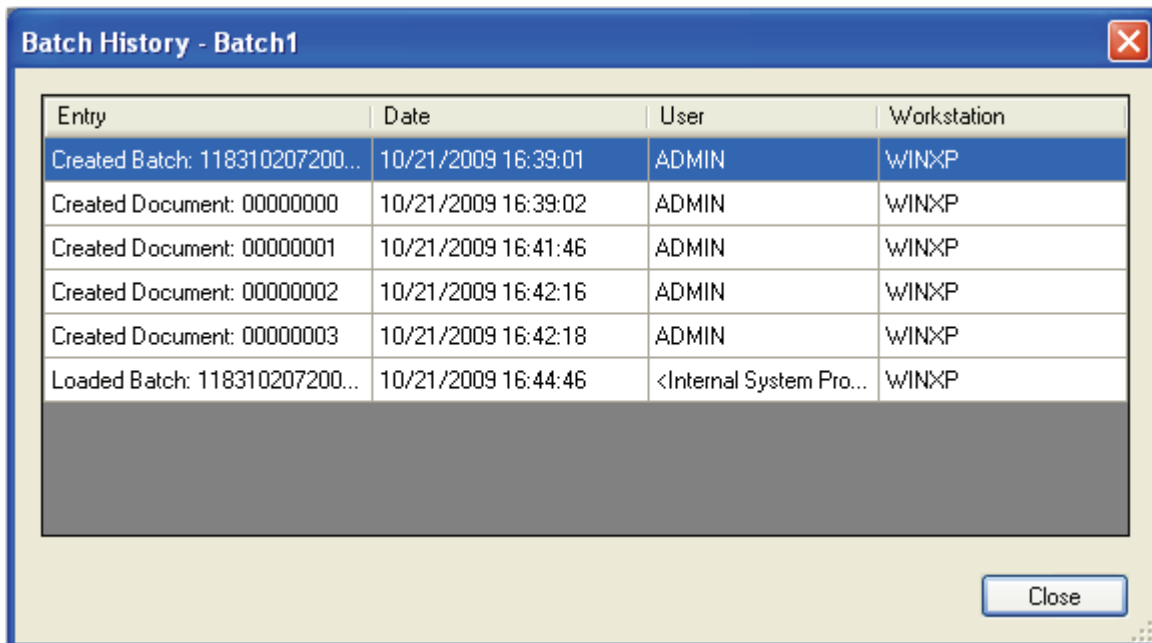 Batch History - Batch1
Entry Date User Workstation
Created Batch: 118310207200... 10/21/2009 16:39:01 ADMIN WINXP
Created Document: 00000000 10/21/2009 16:39:02 ADMIN WINXP
Created Document: 00000001 10/21/2009 16:41:46 ADMIN WINXP
Created Document: 00000002 10/21/2009 16:42:16 ADMIN WINXP
Created Document: 00000003 10/21/2009 16:42:18 ADMIN WINXP
Loaded Batch: 118310207200... 10/21/2009 16:44:46 <Internal System Pro... WINXP
Close